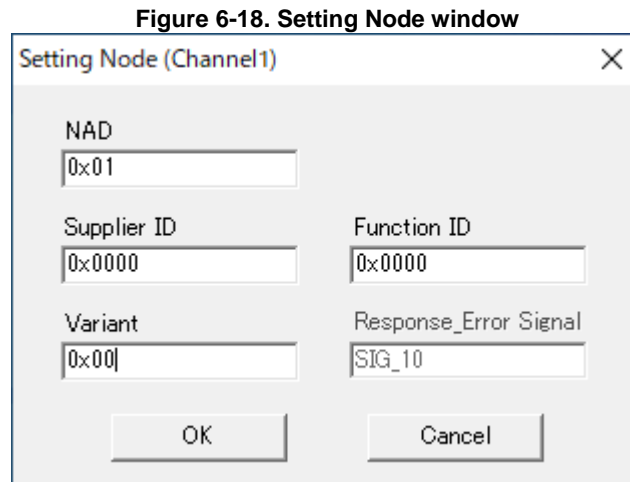 Figure 6-18. Setting Node window
Setting Node (Channel1)
NAD
0x01
Supplier ID
Function ID
0x0000
0x0000
Variant
Response_Error Signal
0x00
SIG_10
OK
Cancel